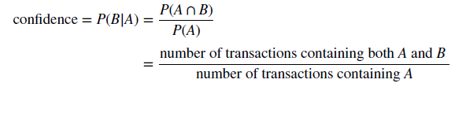 confidence = P(B|A) = P(A ∩ B) / P(A)
= number of transactions containing both A and B / number of transactions containing A